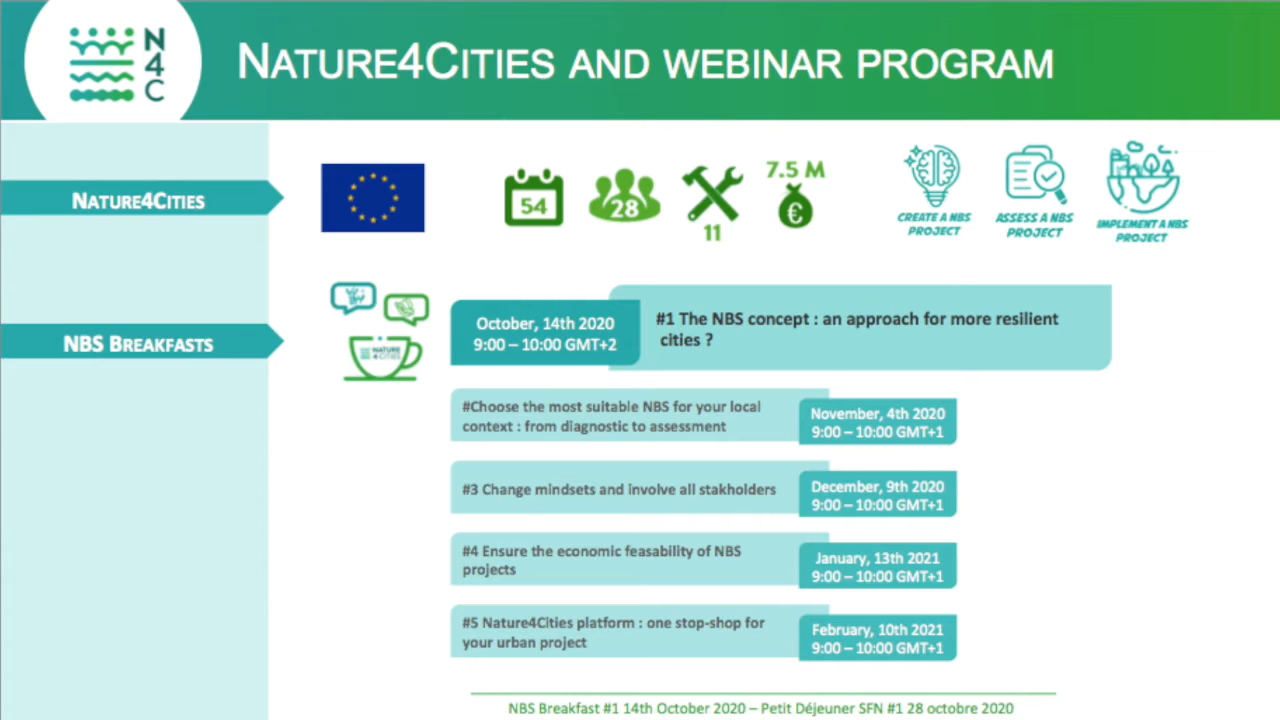 N
4
C
NATURE4CITIES AND WEBINAR PROGRAM
NATURE4CITIES
54
28
11
7.5 M
€
CREATE A NBS
PROJECT
ASSESS A NBS
PROJECT
IMPLEMENT A NBS
PROJECT
NBS BREAKFASTS
NATURE
4CITIES
October, 14th 2020
9:00 – 10:00 GMT+2
#1 The NBS concept : an approach for more resilient
cities ?
#Choose the most suitable NBS for your local
context : from diagnostic to assessment
November, 4th 2020
9:00 – 10:00 GMT+1
#3 Change mindsets and involve all stakholders
December, 9th 2020
9:00 – 10:00 GMT+1
#4 Ensure the economic feasability of NBS
projects
January, 13th 2021
9:00 – 10:00 GMT+1
#5 Nature4Cities platform : one stop-shop for
your urban project
February, 10th 2021
9:00 – 10:00 GMT+1
NBS Breakfast #1 14th October 2020 – Petit Déjeuner SFN #1 28 octobre 2020